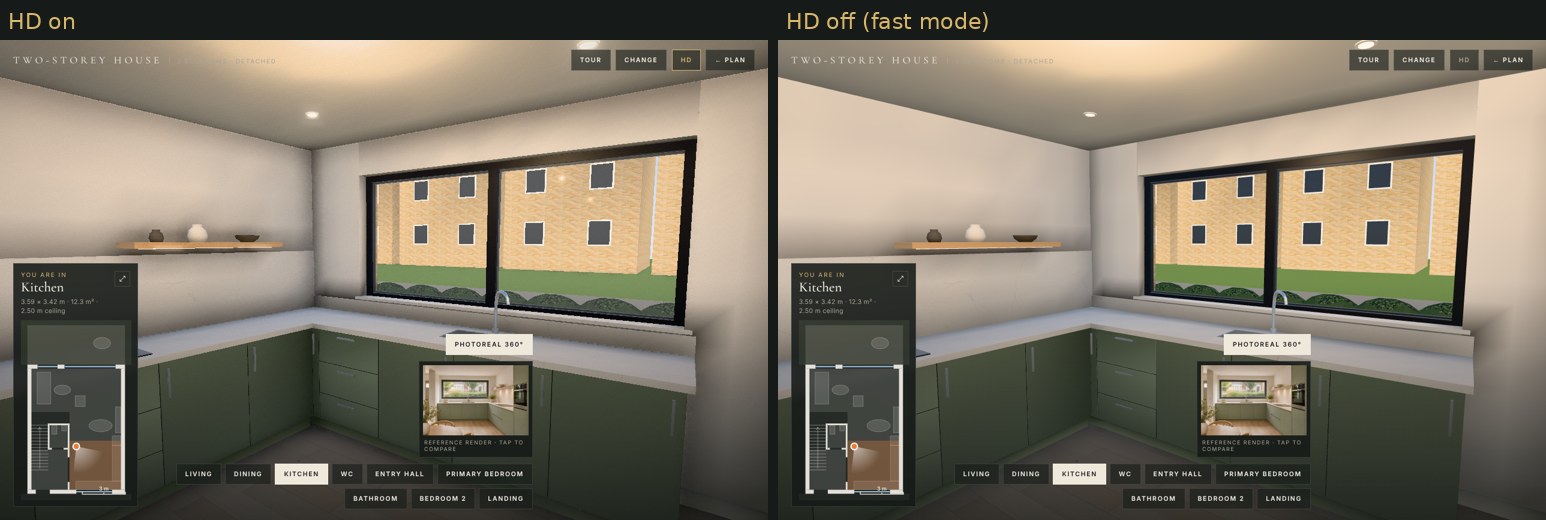 HD on
TWO-STOREY HOUSE
DETACHED
TOUR
CHANGE
HD
← PLAN
YOU ARE IN
Kitchen
3.59 × 3.42 m · 12.3 m² ·
2.50 m ceiling
3 m
PHOTOREAL 360°
REFERENCE RENDER · TAP TO
COMPARE
LIVING
DINING
KITCHEN
WC
ENTRY HALL
PRIMARY BEDROOM
BATHROOM
BEDROOM 2
LANDING
HD off (fast mode)
TWO-STOREY HOUSE
DETACHED
TOUR
CHANGE
HD
← PLAN
YOU ARE IN
Kitchen
3.59 × 3.42 m · 12.3 m² ·
2.50 m ceiling
3 m
PHOTOREAL 360°
REFERENCE RENDER · TAP TO
COMPARE
LIVING
DINING
KITCHEN
WC
ENTRY HALL
PRIMARY BEDROOM
BATHROOM
BEDROOM 2
LANDING